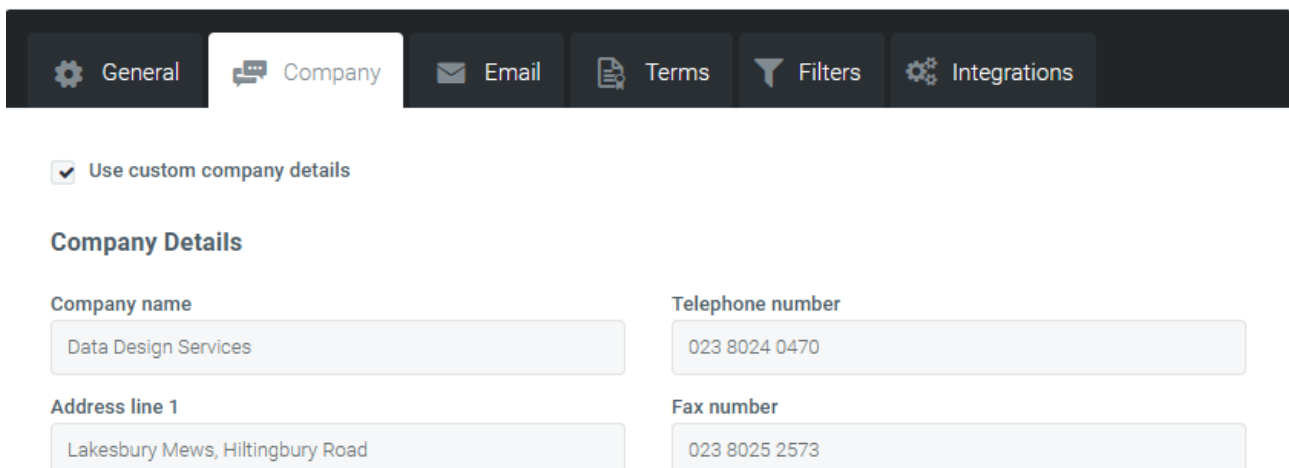 General Company Email Terms Filters Integrations
Use custom company details
Company Details
Company name Telephone number
Data Design Services 023 8024 0470
Address line 1 Fax number
Lakesbury Mews, Hiltingbury Road 023 8025 2573